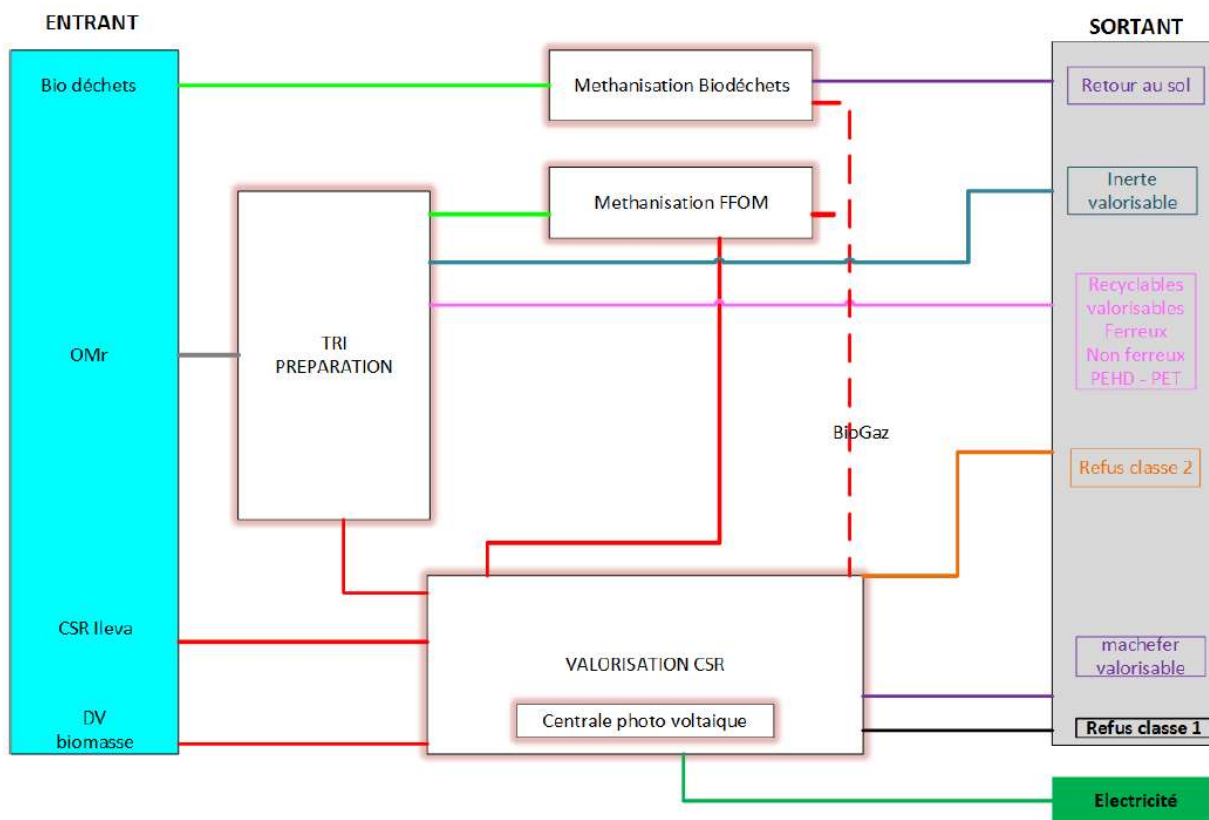 ENTRANT
SORTANT
Bio déchets
Methanisation Biodéchets
Retour au sol
Methanisation FFOM
Inerte
valorisable
Recyclables
valorisables
Ferreux
Non ferreux
PEHD - PET
TRI
PREPARATION
OMr
BioGaz
Refus classe 2
CSR Ileva
VALORISATION CSR
machefer
valorisable
DV
biomasse
Centrale photo voltaique
Refus classe 1
Electricité